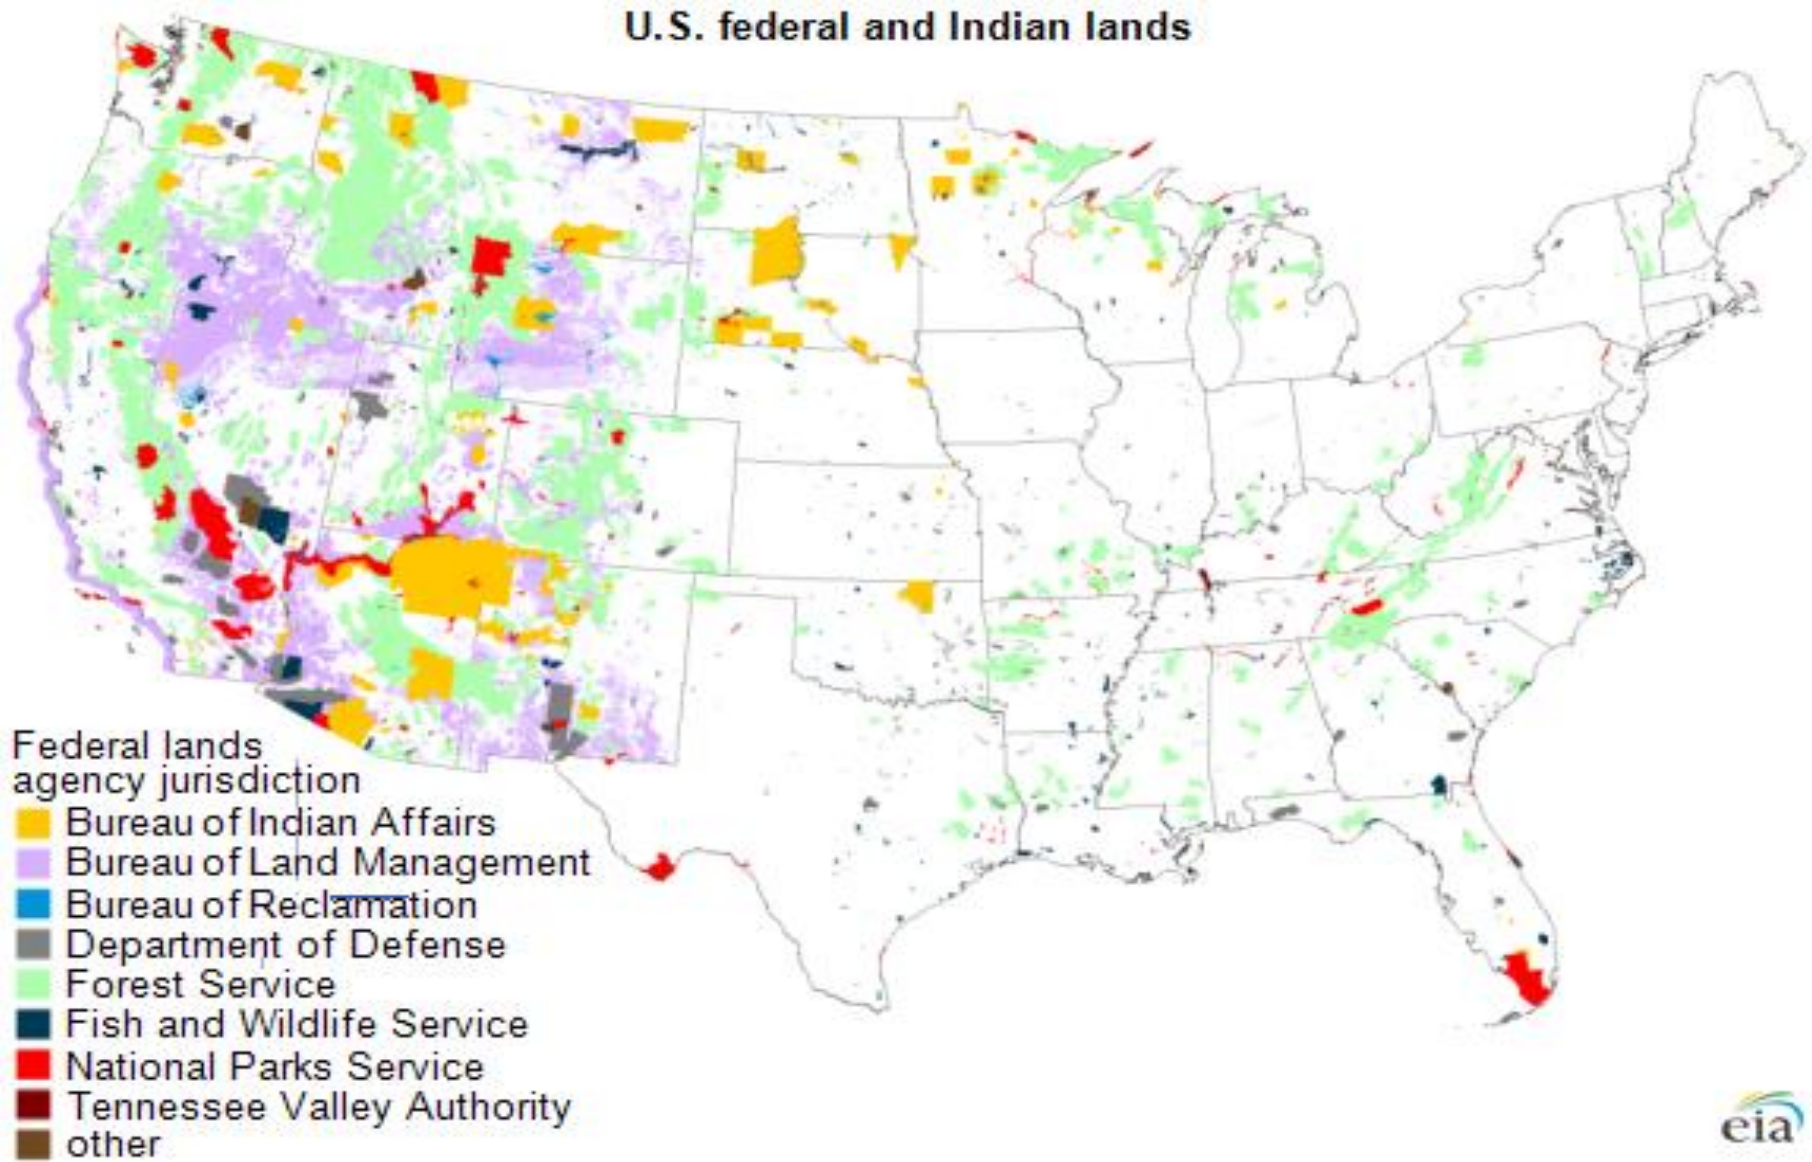 U.S. federal and Indian lands
Federal lands
agency jurisdiction
Bureau of Indian Affairs
Bureau of Land Management
Bureau of Reclamation
Department of Defense
Forest Service
Fish and Wildlife Service
National Parks Service
Tennessee Valley Authority
other
eia